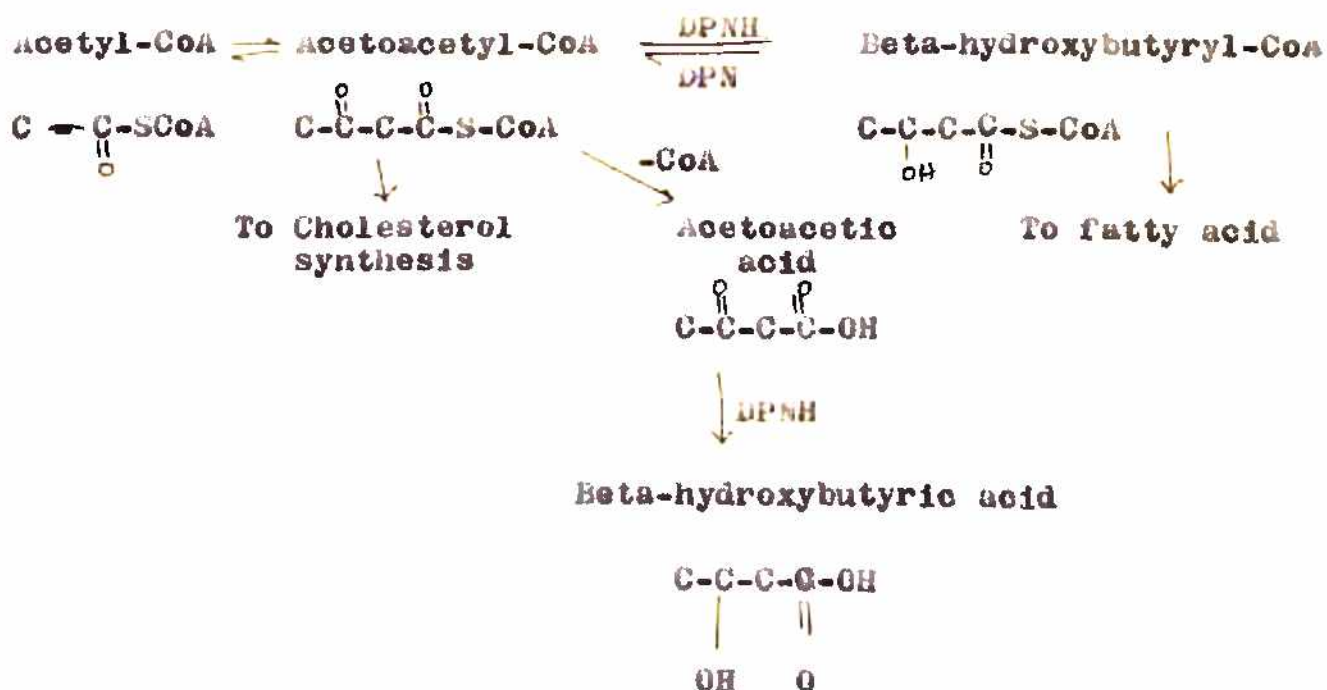 DPNH
Acetyl-CoA Acetoacetyl-CoA Beta-hydroxybutyryl-CoA
DPN
O O
C - C-SCoA C-C-C-C-S-CoA C-C-C-C-S-CoA
O OH O
-CoA
To Cholesterol Acetoacetic To fatty acid
synthesis acid
O O
C-C-C-C-OH
DPNH
Beta-hydroxybutyric acid
C-C-C-C-OH
OH O